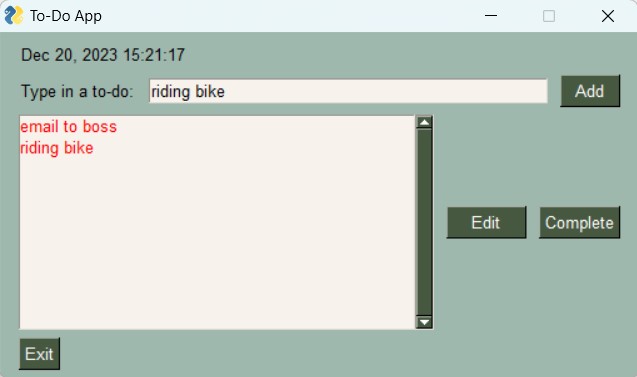 To-Do App
Dec 20, 2023 15:21:17
Type in a to-do: riding bike Add
email to boss
riding bike
Edit Complete
Exit